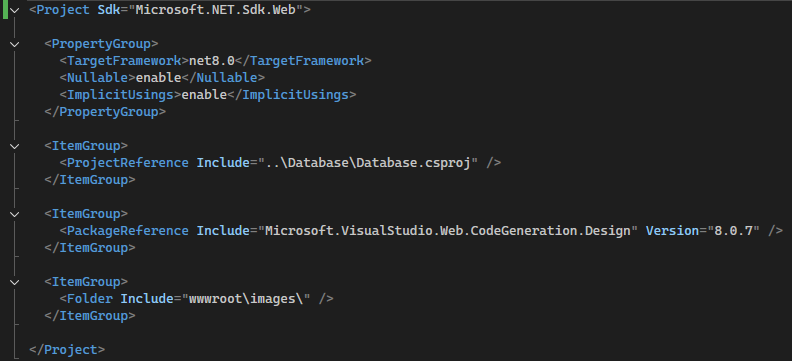 <Project Sdk="Microsoft.NET.Sdk.Web">
<PropertyGroup>
<TargetFramework>net8.0</TargetFramework>
<Nullable>enable</Nullable>
<ImplicitUsings>enable</ImplicitUsings>
</PropertyGroup>
<ItemGroup>
<ProjectReference Include="..\Database\Database.csproj" />
</ItemGroup>
<ItemGroup>
<PackageReference Include="Microsoft.VisualStudio.Web.CodeGeneration.Design" Version="8.0.7" />
</ItemGroup>
<ItemGroup>
<Folder Include="wwwroot\images\" />
</ItemGroup>
</Project>